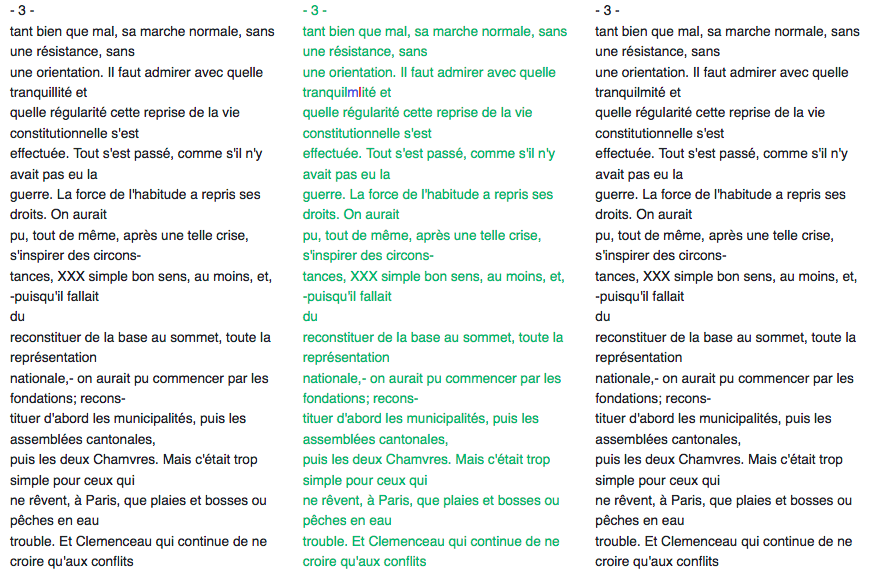 - 3 -
tant bien que mal, sa marche normale, sans
une résistance, sans
une orientation. Il faut admirer avec quelle
tranquillité et
quelle régularité cette reprise de la vie
constitutionnelle s'est
effectuée. Tout s'est passé, comme s'il n'y
avait pas eu la
guerre. La force de l'habitude a repris ses
droits. On aurait
pu, tout de même, après une telle crise,
s'inspirer des circons-
tances, XXX simple bon sens, au moins, et,
-puisqu'il fallait
du
reconstituer de la base au sommet, toute la
représentation
nationale,- on aurait pu commencer par les
fondations; recons-
tituer d'abord les municipalités, puis les
assemblées cantonales,
puis les deux Chamvres. Mais c'était trop
simple pour ceux qui
ne rêvent, à Paris, que plaies et bosses ou
pêches en eau
trouble. Et Clemenceau qui continue de ne
croire qu'aux conflits
- 3 -
tant bien que mal, sa marche normale, sans
une résistance, sans
une orientation. Il faut admirer avec quelle
tranquilmlité et
quelle régularité cette reprise de la vie
constitutionnelle s'est
effectuée. Tout s'est passé, comme s'il n'y
avait pas eu la
guerre. La force de l'habitude a repris ses
droits. On aurait
pu, tout de même, après une telle crise,
s'inspirer des circons-
tances, XXX simple bon sens, au moins, et,
-puisqu'il fallait
du
reconstituer de la base au sommet, toute la
représentation
nationale,- on aurait pu commencer par les
fondations; recons-
tituer d'abord les municipalités, puis les
assemblées cantonales,
puis les deux Chamvres. Mais c'était trop
simple pour ceux qui
ne rêvent, à Paris, que plaies et bosses ou
pêches en eau
trouble. Et Clemenceau qui continue de ne
croire qu'aux conflits
- 3 -
tant bien que mal, sa marche normale, sans
une résistance, sans
une orientation. Il faut admirer avec quelle
tranquilmité et
quelle régularité cette reprise de la vie
constitutionnelle s'est
effectuée. Tout s'est passé, comme s'il n'y
avait pas eu la
guerre. La force de l'habitude a repris ses
droits. On aurait
pu, tout de même, après une telle crise,
s'inspirer des circons-
tances, XXX simple bon sens, au moins, et,
-puisqu'il fallait
du
reconstituer de la base au sommet, toute la
représentation
nationale,- on aurait pu commencer par les
fondations; recons-
tituer d'abord les municipalités, puis les
assemblées cantonales,
puis les deux Chamvres. Mais c'était trop
simple pour ceux qui
ne rêvent, à Paris, que plaies et bosses ou
pêches en eau
trouble. Et Clemenceau qui continue de ne
croire qu'aux conflits